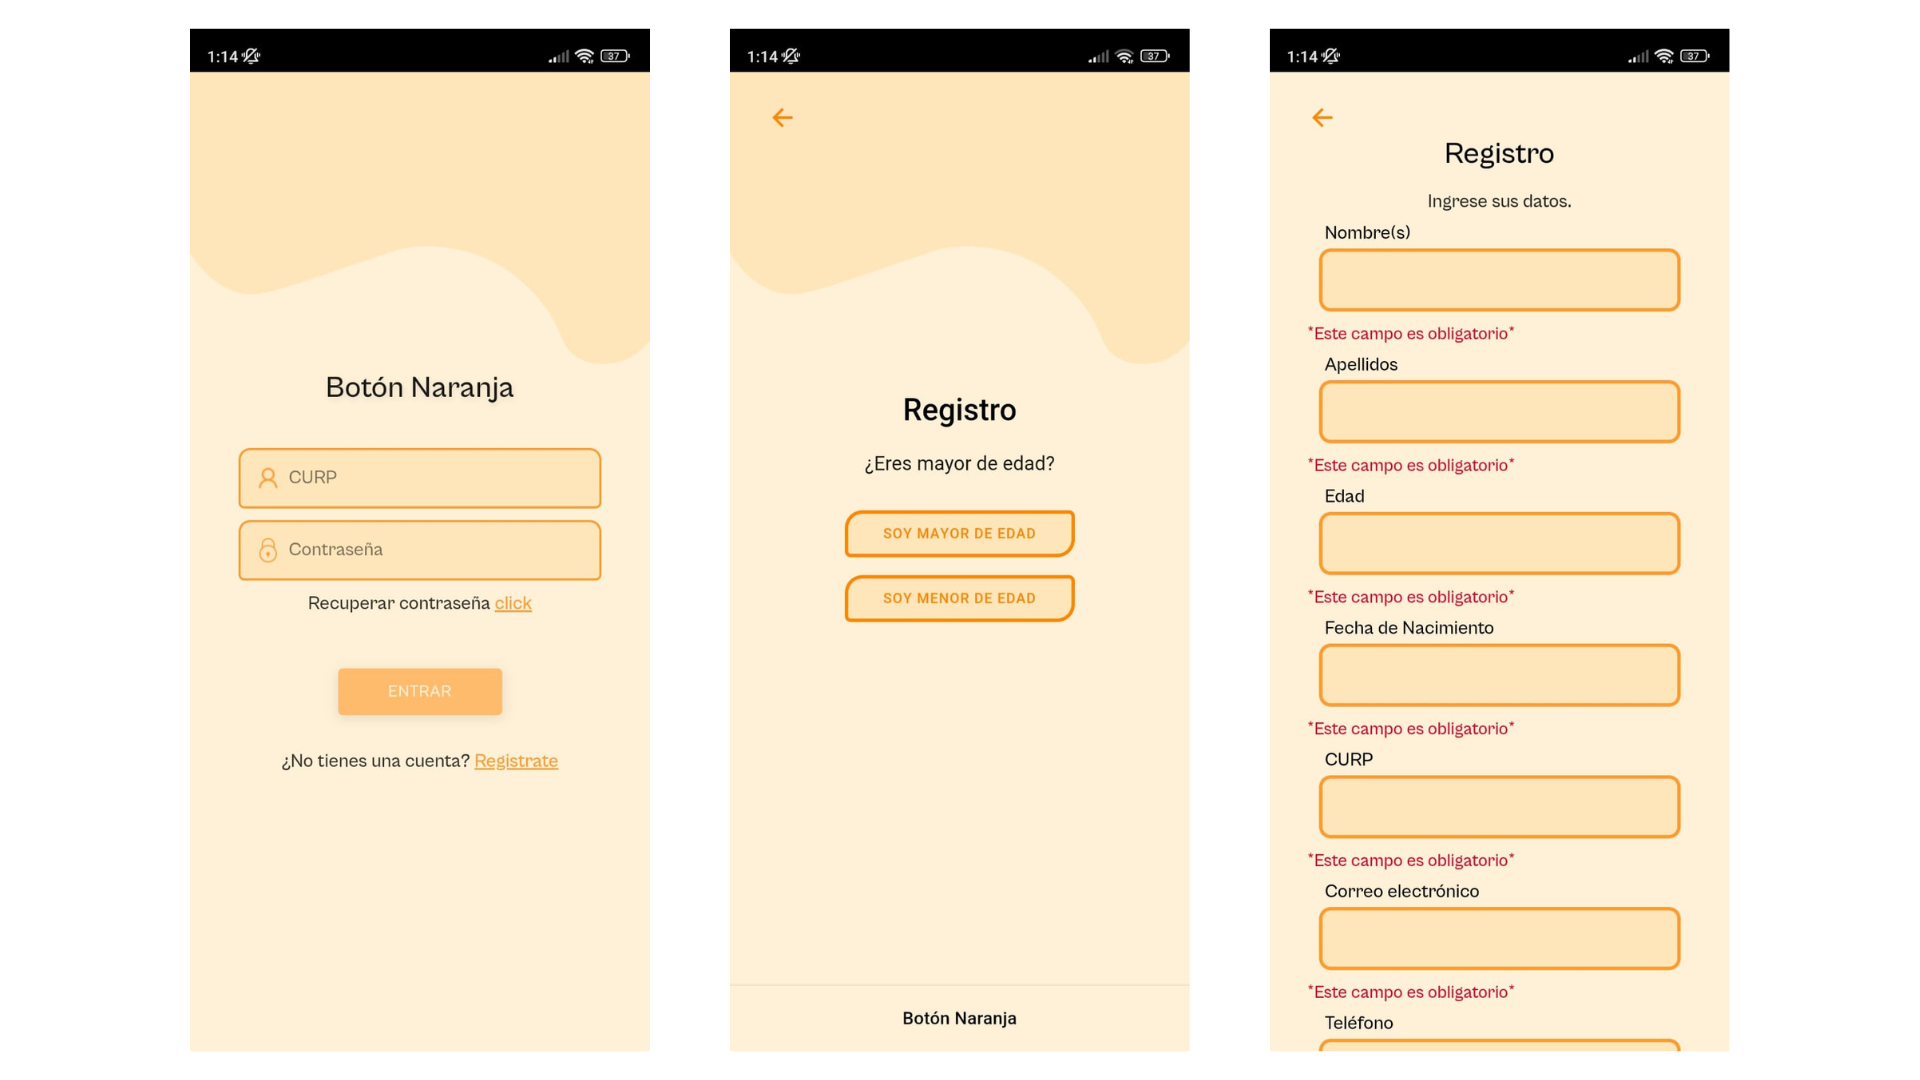 1:14
37
Botón Naranja
CURP
Contraseña
Recuperar contraseña click
ENTRAR
¿No tienes una cuenta? Registrate
1:14
37
Registro
¿Eres mayor de edad?
SOY MAYOR DE EDAD
SOY MENOR DE EDAD
Botón Naranja
1:14
37
Registro
Ingrese sus datos.
Nombre(s)
*Este campo es obligatorio*
Apellidos
*Este campo es obligatorio*
Edad
*Este campo es obligatorio*
Fecha de Nacimiento
*Este campo es obligatorio*
CURP
*Este campo es obligatorio*
Correo electrónico
*Este campo es obligatorio*
Teléfono